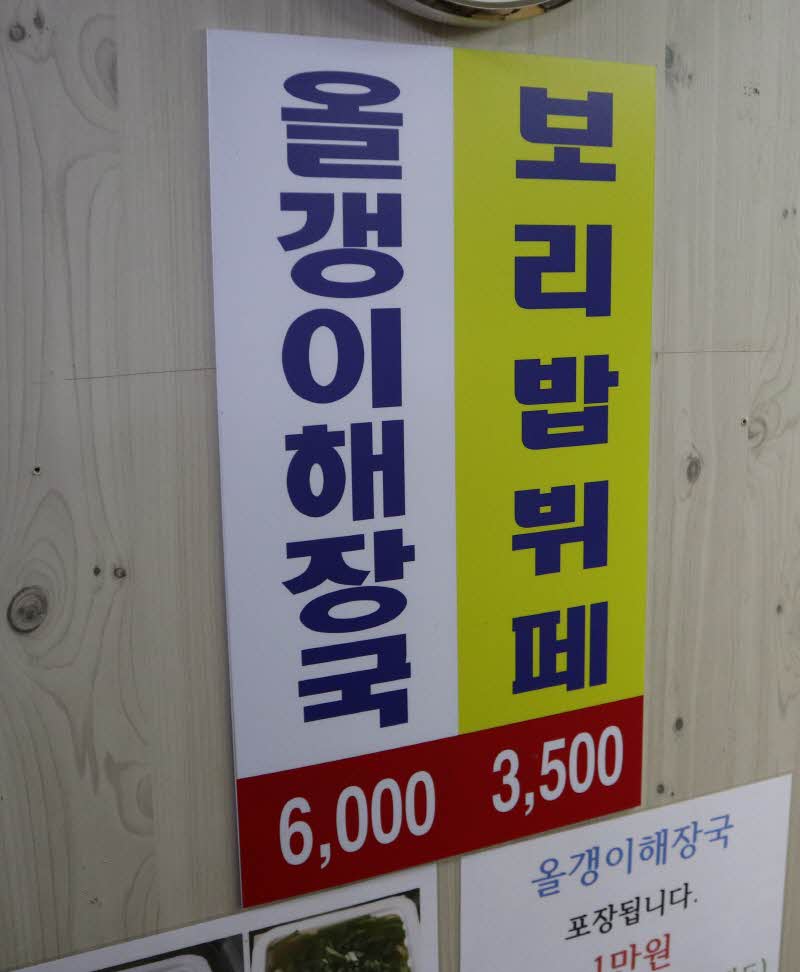 올갱이해장국
6,000
보리밥뷔페
3,500
올갱이해장국
포장됩니다.
1만원